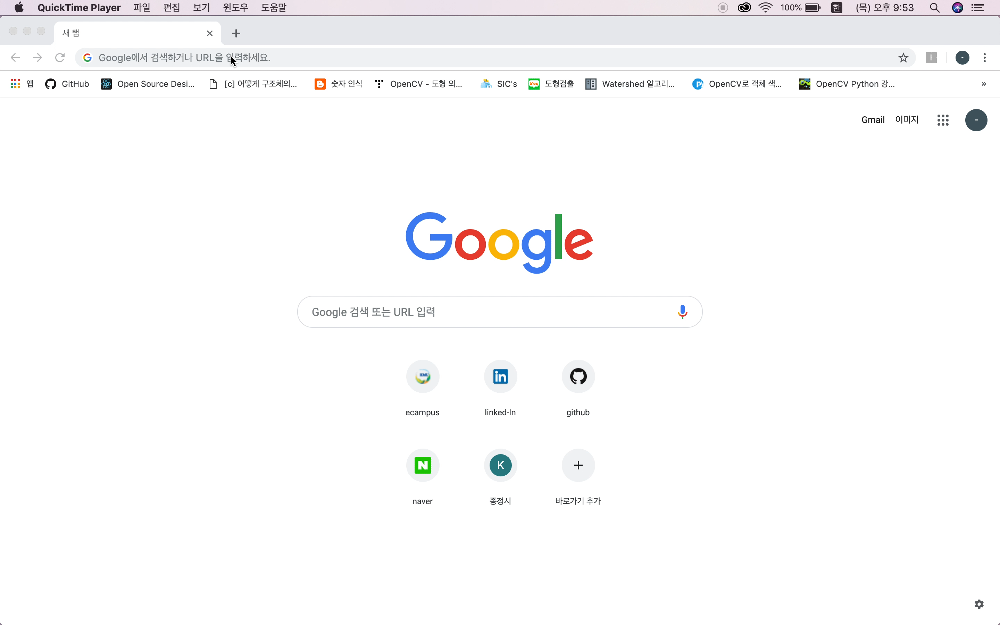 QuickTime Player 파일 편집 보기 윈도우 도움말 100% 한 (목) 오후 9:53
새 탭
Google에서 검색하거나 URL을 입력하세요.
앱 GitHub Open Source Desi... [c] 어떻게 구조체의... 숫자 인식 OpenCV - 도형 외... SIC's 도형검출 Watershed 알고리... OpenCV로 객체 색... OpenCV Python 강... »
Gmail 이미지
Google
Google 검색 또는 URL 입력
ecampus linked-In github
K
naver 종정시 바로가기 추가